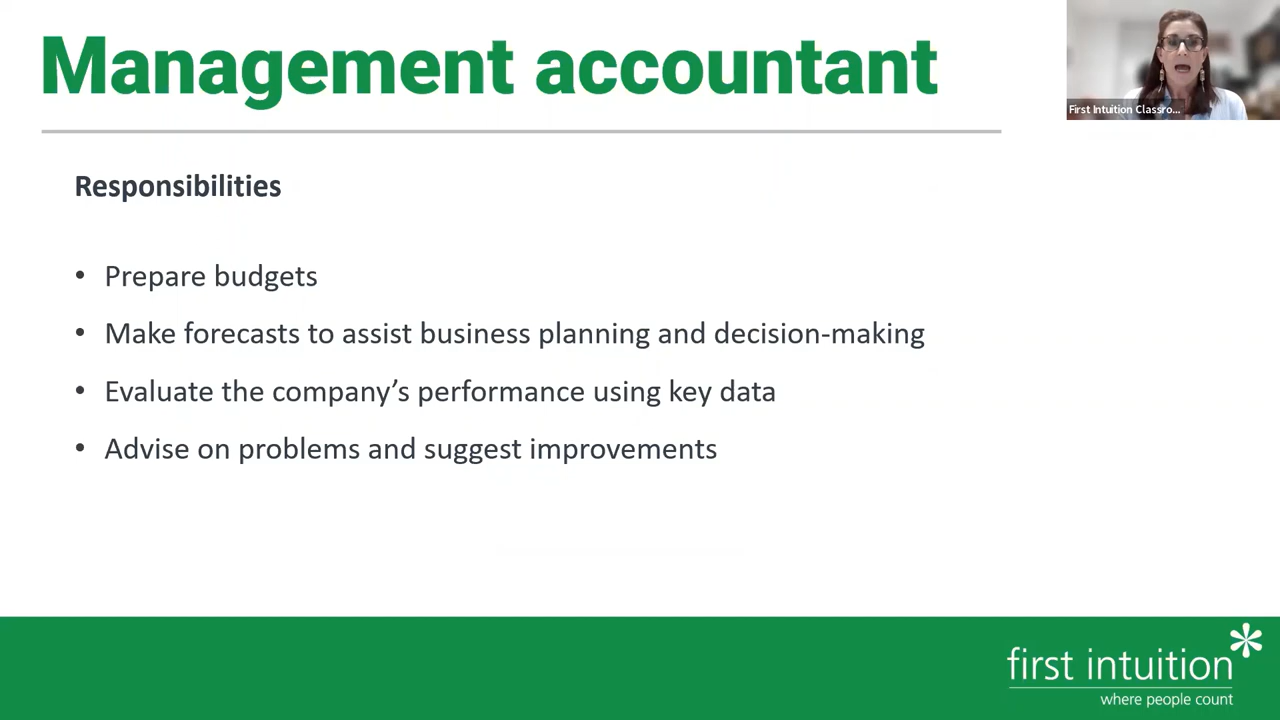 Management accountant
First Intuition Classro...
Responsibilities
• Prepare budgets
• Make forecasts to assist business planning and decision-making
• Evaluate the company’s performance using key data
• Advise on problems and suggest improvements
first intuition
where people count